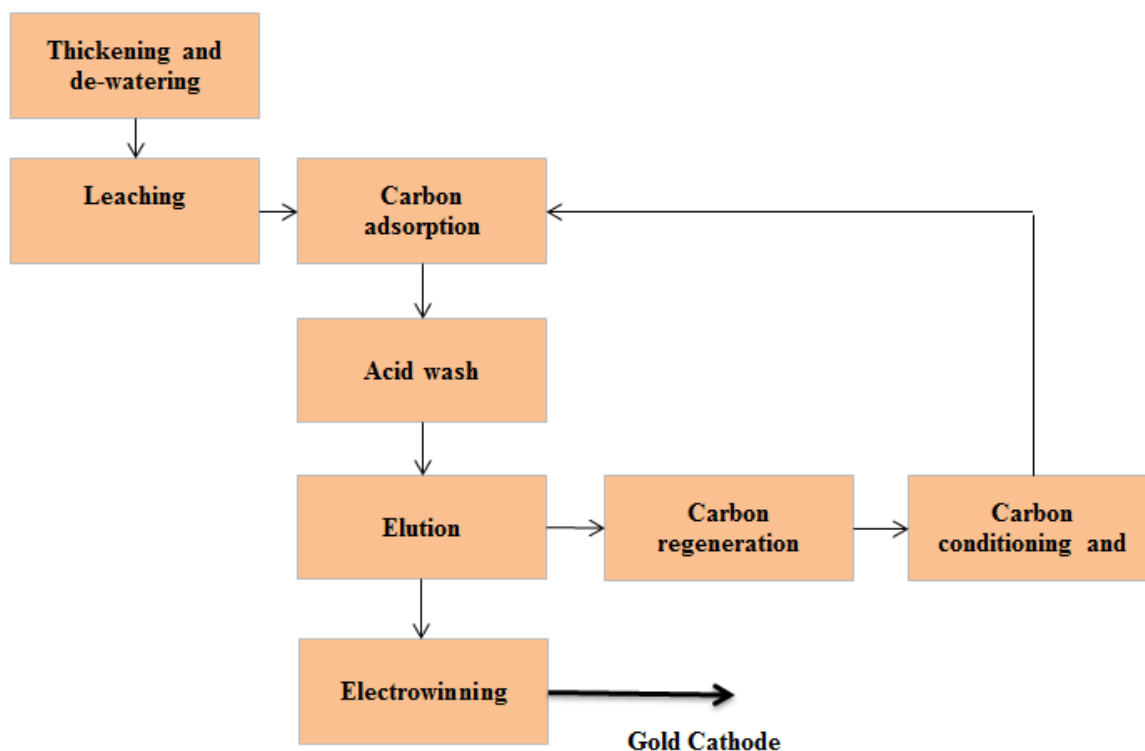 Thickening and
de-watering
Leaching
Carbon
adsorption
Acid wash
Elution
Carbon
regeneration
Carbon
conditioning and
Electrowinning
Gold Cathode